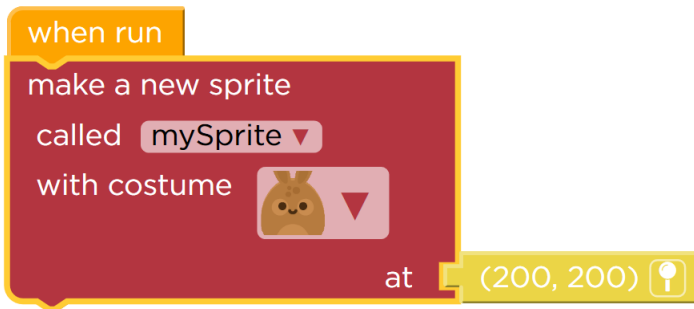 when run
make a new sprite
called mySprite ▼
with costume ▼
at (200, 200)